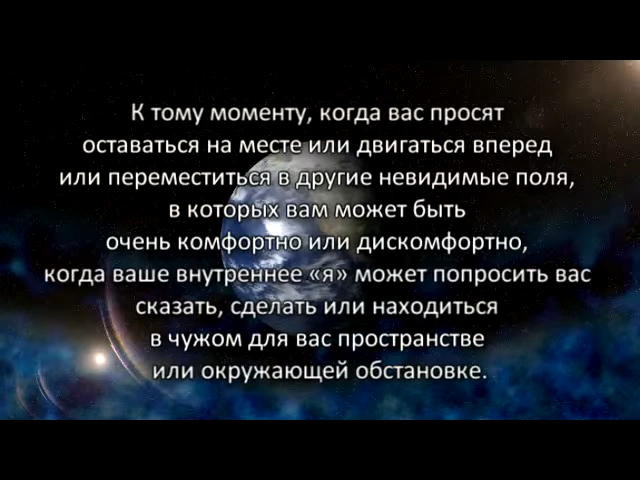 К тому моменту, когда вас просят
оставаться на месте или двигаться вперед
или переместиться в другие невидимые поля,
в которых вам может быть
очень комфортно или дискомфортно,
когда ваше внутреннее «я» может попросить вас
сказать, сделать или находиться
в чужом для вас пространстве
или окружающей обстановке.